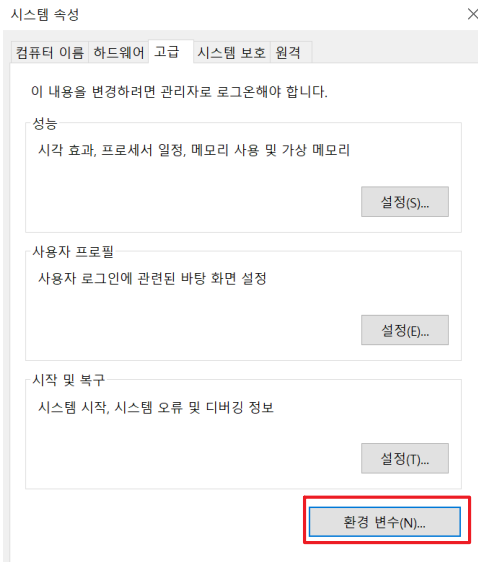 시스템 속성
컴퓨터 이름 하드웨어 고급 시스템 보호 원격
이 내용을 변경하려면 관리자로 로그온해야 합니다.
성능
시각 효과, 프로세서 일정, 메모리 사용 및 가상 메모리
설정(S)...
사용자 프로필
사용자 로그인에 관련된 바탕 화면 설정
설정(E)...
시작 및 복구
시스템 시작, 시스템 오류 및 디버깅 정보
설정(T)...
환경 변수(N)...